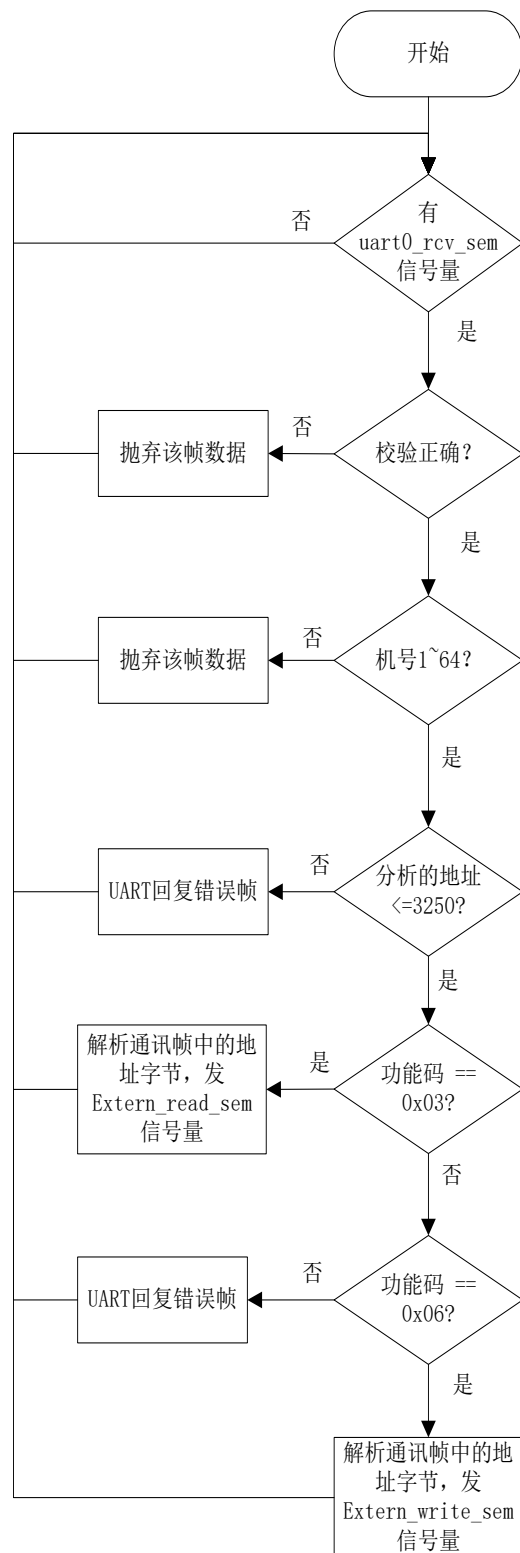 开始
否
有
uart0_rcv_sem
信号量
是
抛弃该帧数据
否
校验正确?
是
抛弃该帧数据
否
机号1~64?
是
UART回复错误帧
否
分析的地址
<=3250?
是
解析通讯帧中的地
址字节, 发
Extern_read_sem
信号量
是
功能码 ==
0x03?
否
UART回复错误帧
否
功能码 ==
0x06?
是
解析通讯帧中的地
址字节, 发
Extern_write_sem
信号量